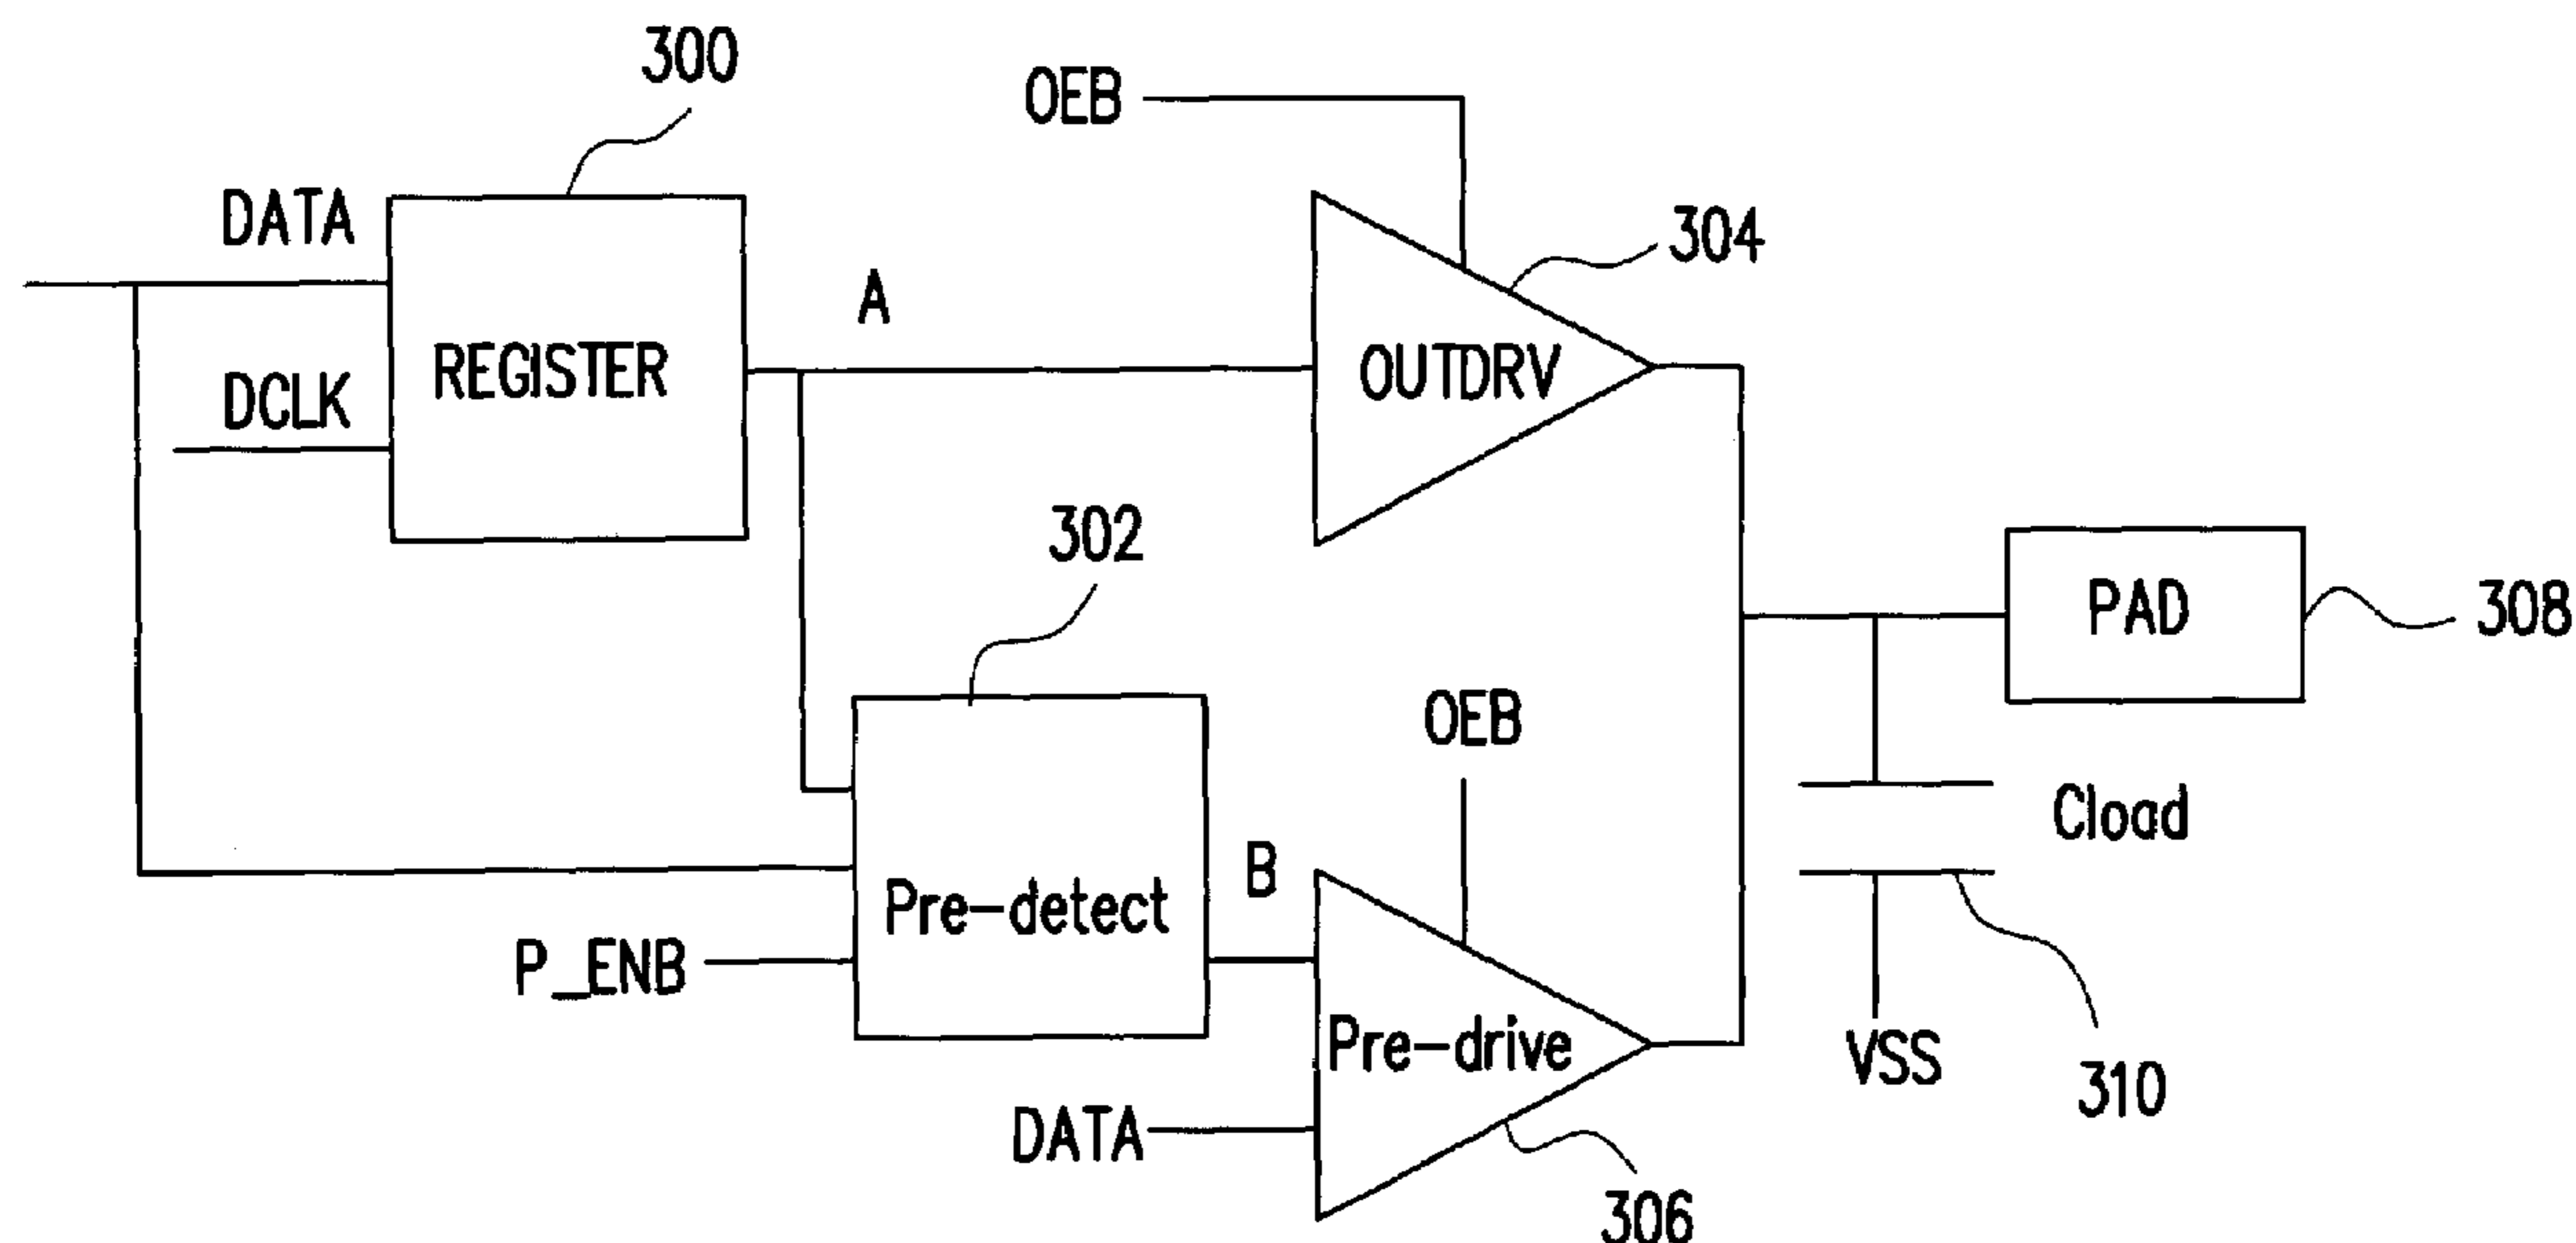 300
OEB
DATA
304
A
DCLK
REGISTER
OUTDRV
302
PAD
308
OEB
Cload
B
Pre-detect
P_ENB
Pre-drive
VSS
310
DATA
306